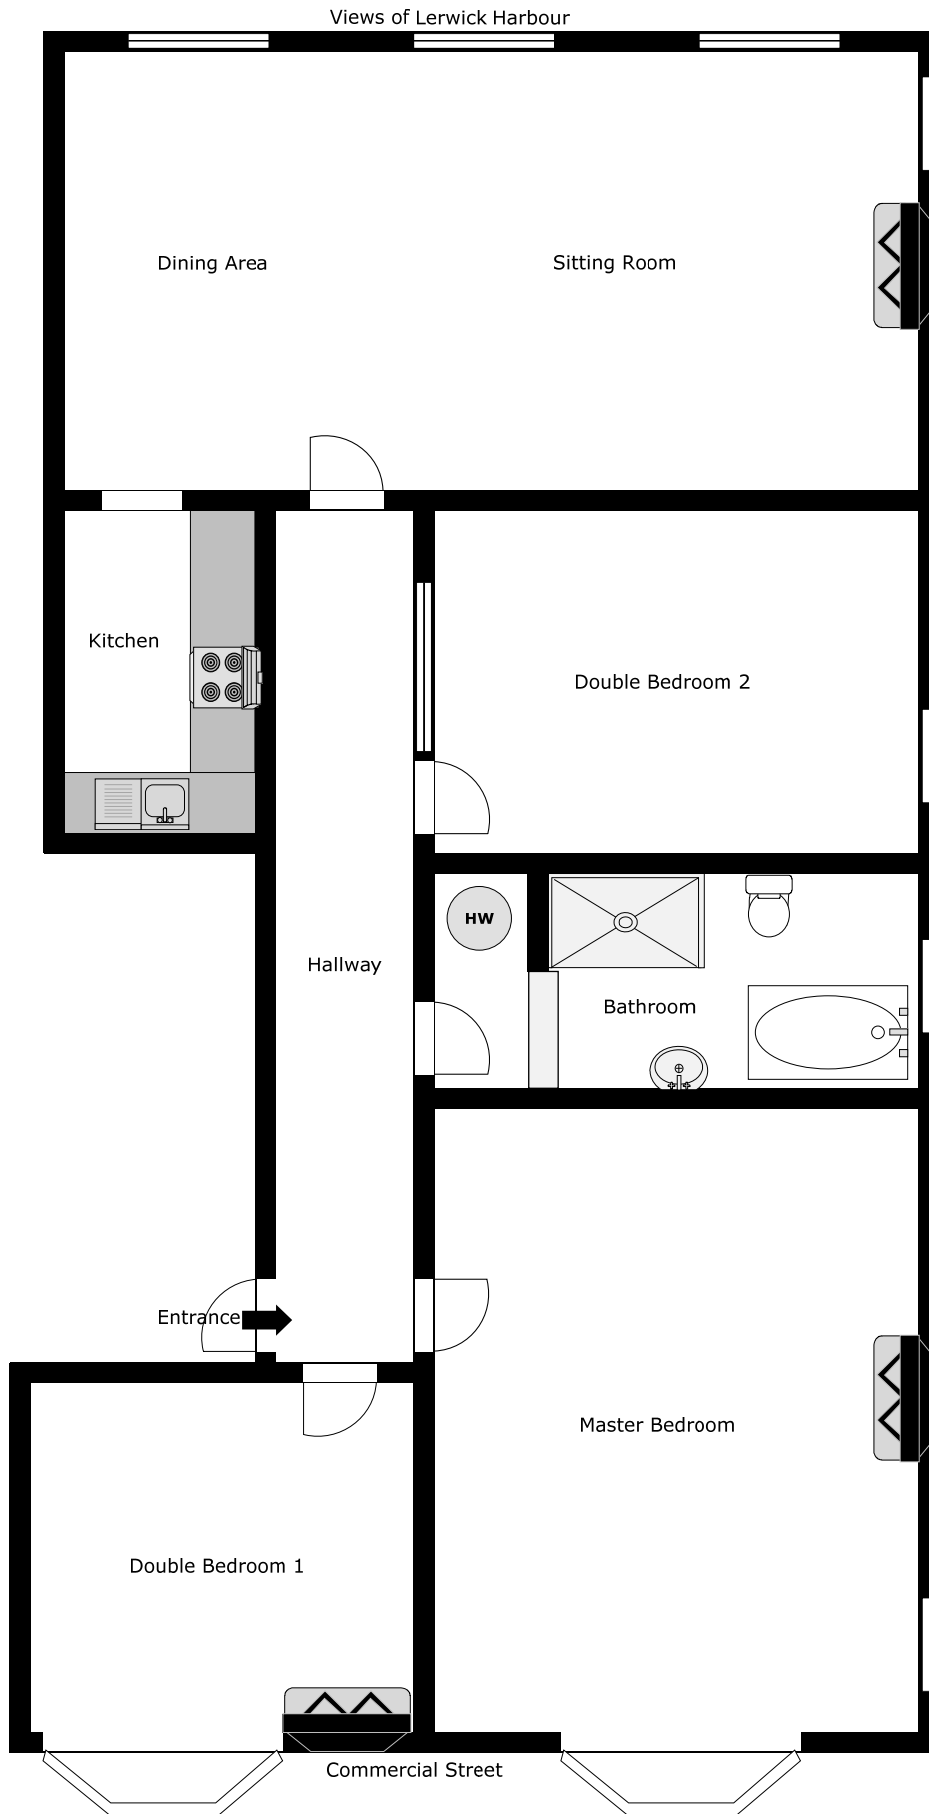 Views of Lerwick Harbour
Dining Area
Sitting Room
Kitchen
Double Bedroom 2
HW
Hallway
Bathroom
Entrance
Master Bedroom
Double Bedroom 1
Commercial Street